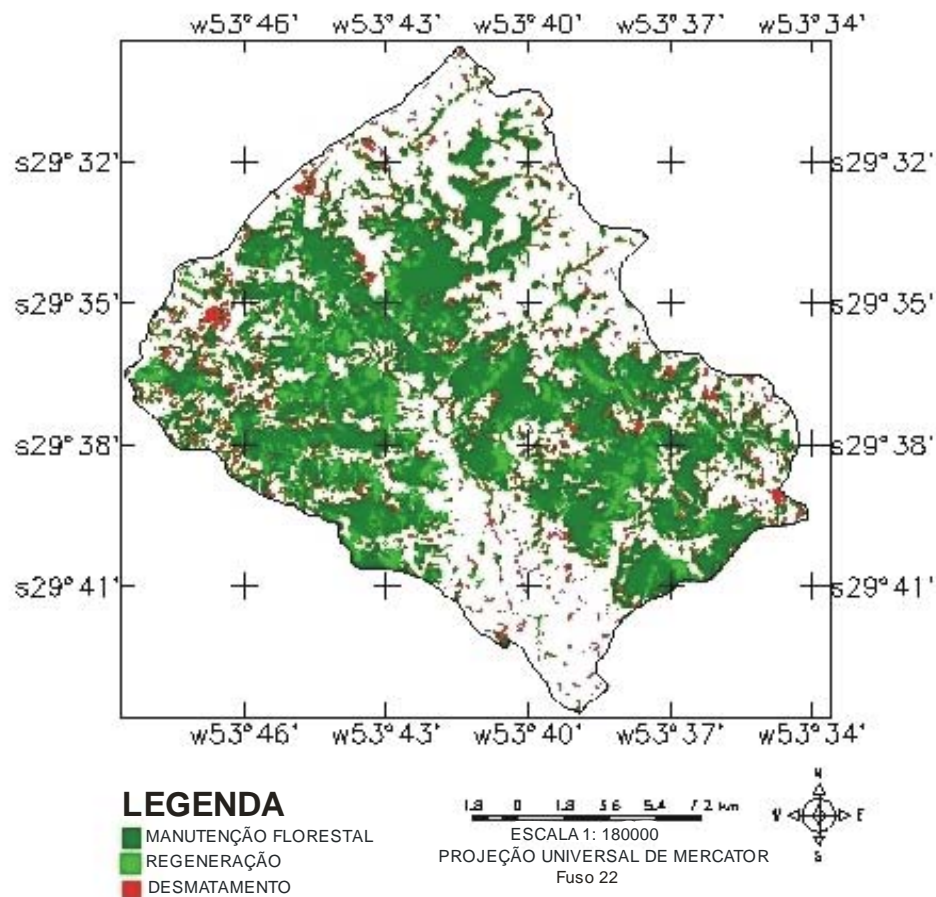 w53°46' w53°43' w53°40' w53°37' w53°34'
s29°32' s29°32'
s29°35' s29°35'
s29°38' s29°38'
s29°41' s29°41'
w53°46' w53°43' w53°40' w53°37' w53°34'
LEGENDA
MANUTENÇÃO FLORESTAL
REGENERAÇÃO
DESMATAMENTO
1.8 0 1.8 3.6 5.4 7.2 Km
ESCALA 1: 180000
PROJEÇÃO UNIVERSAL DE MERCATOR
Fuso 22
N
W E
S